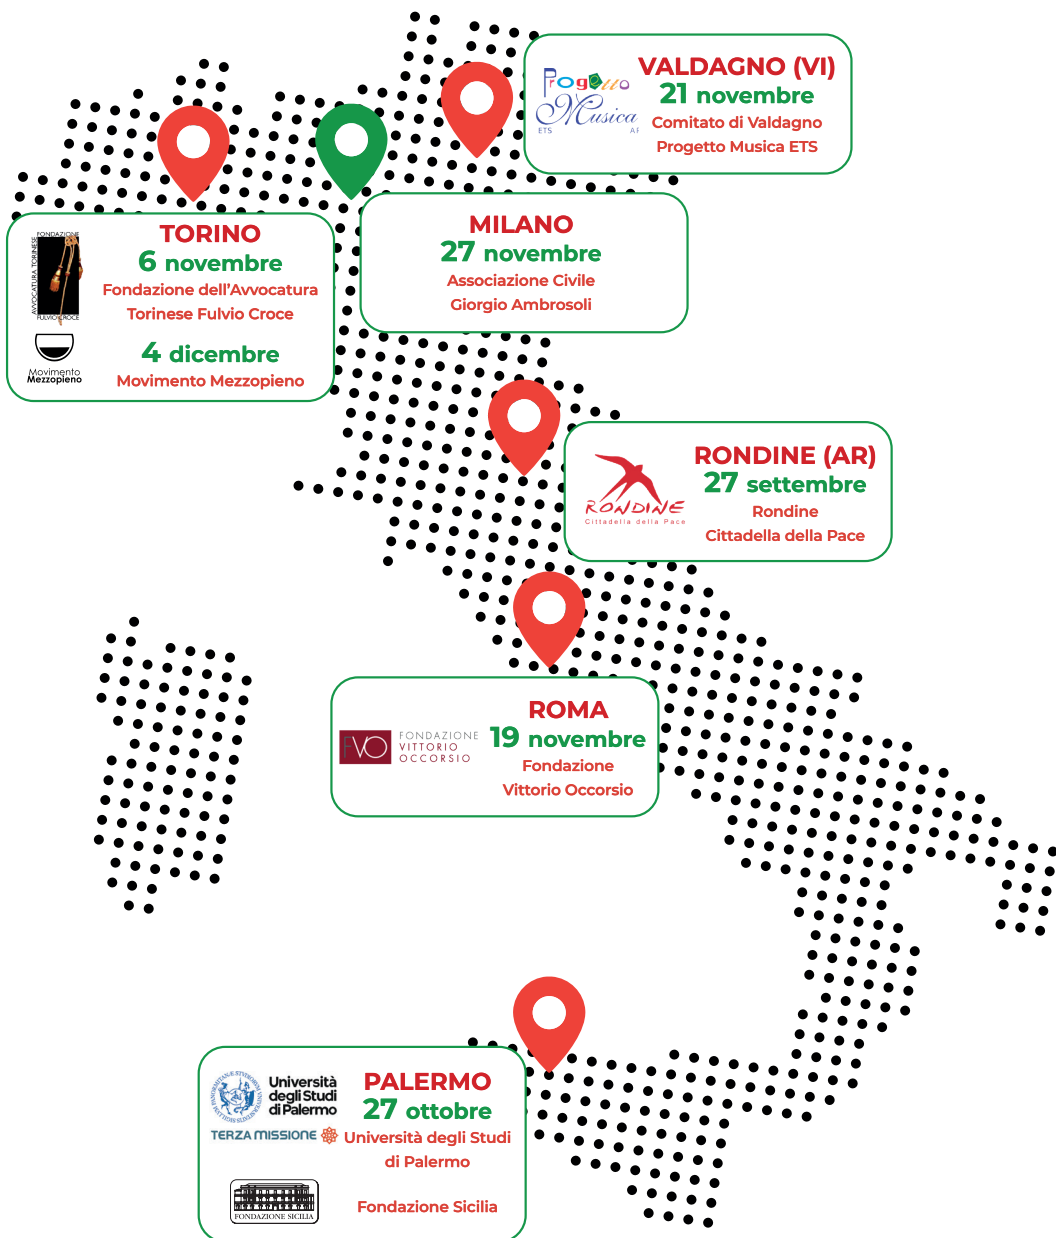 Progetto
Musica
ETS
AF
VALDAGNO (VI)
21 novembre
Comitato di Valdagno
Progetto Musica ETS
FONDAZIONE
AVVOCATURA TORINESE
FULVIO CROCE
Movimento
Mezzopieno
TORINO
6 novembre
Fondazione dell'Avvocatura
Torinese Fulvio Croce
4 dicembre
Movimento Mezzopieno
MILANO
27 novembre
Associazione Civile
Giorgio Ambrosoli
RONDINE
Cittadella della Pace
RONDINE (AR)
27 settembre
Rondine
Cittadella della Pace
FVO
FONDAZIONE
VITTORIO
OCCORSIO
ROMA
19 novembre
Fondazione
Vittorio Occorsio
Università
degli Studi
di Palermo
TERZA MISSIONE
FONDAZIONE SICILIA
PALERMO
27 ottobre
Università degli Studi
di Palermo
Fondazione Sicilia